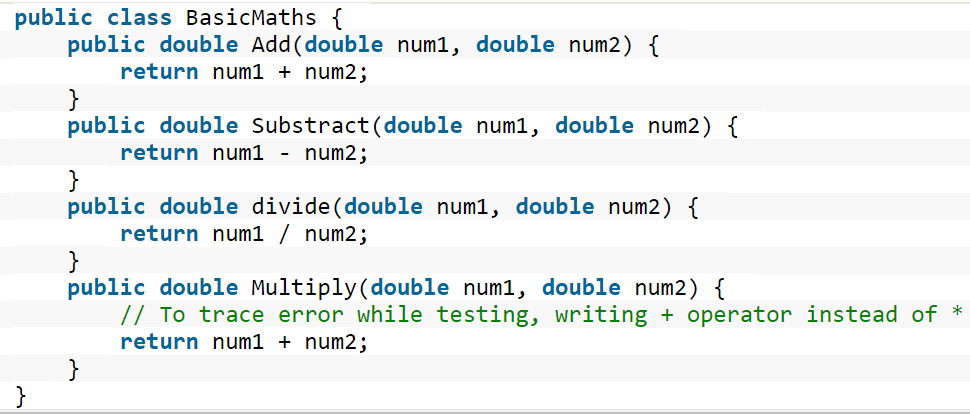 public class BasicMaths {
    public double Add(double num1, double num2) {
        return num1 + num2;
    }
    public double Substract(double num1, double num2) {
        return num1 - num2;
    }
    public double divide(double num1, double num2) {
        return num1 / num2;
    }
    public double Multiply(double num1, double num2) {
        // To trace error while testing, writing + operator instead of *
        return num1 + num2;
    }
}